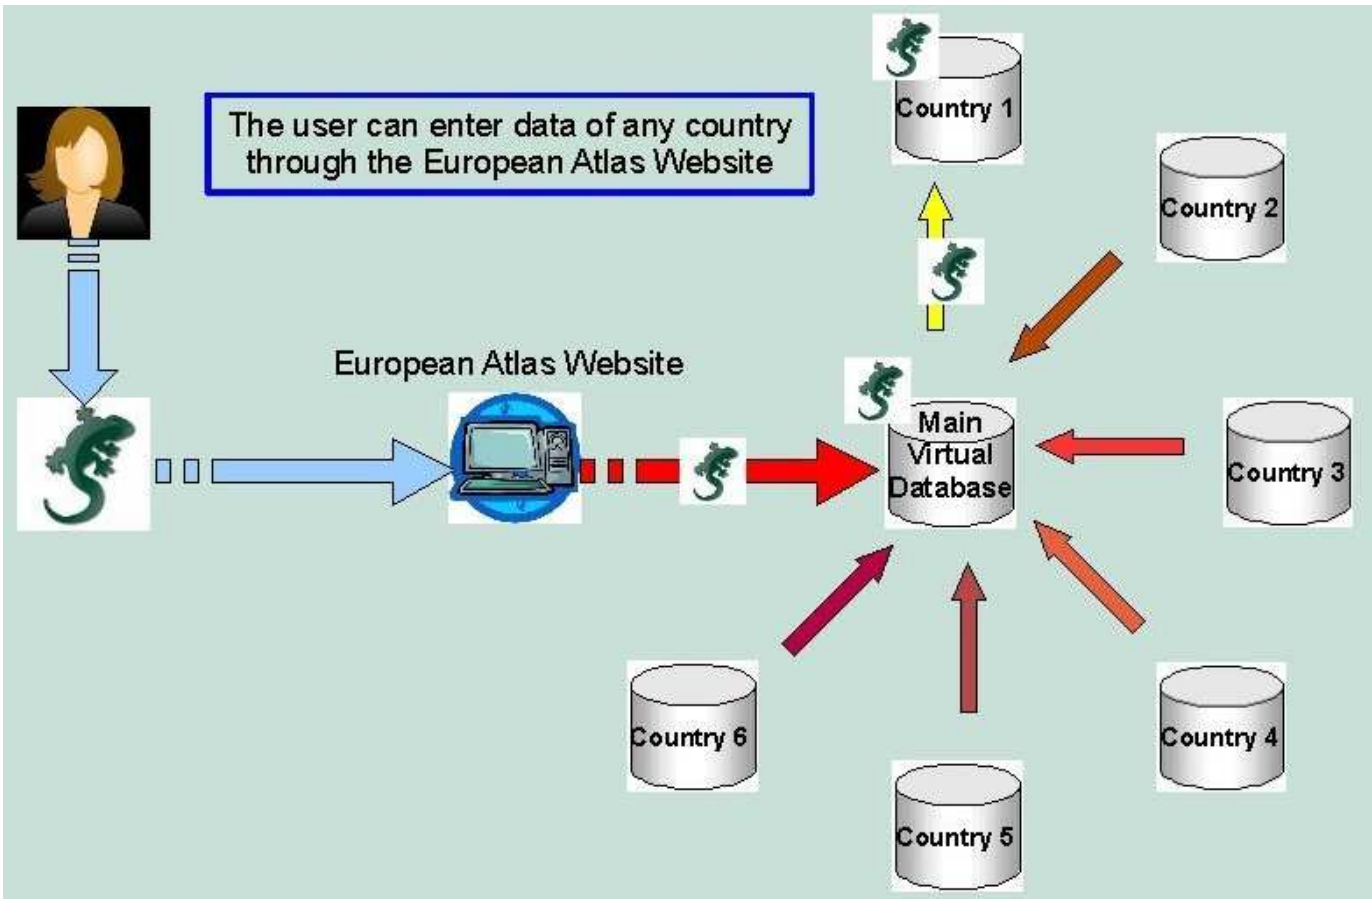 The user can enter data of any country
through the European Atlas Website
Country 1
Country 2
European Atlas Website
Main
Virtual
Database
Country 3
Country 6
Country 4
Country 5